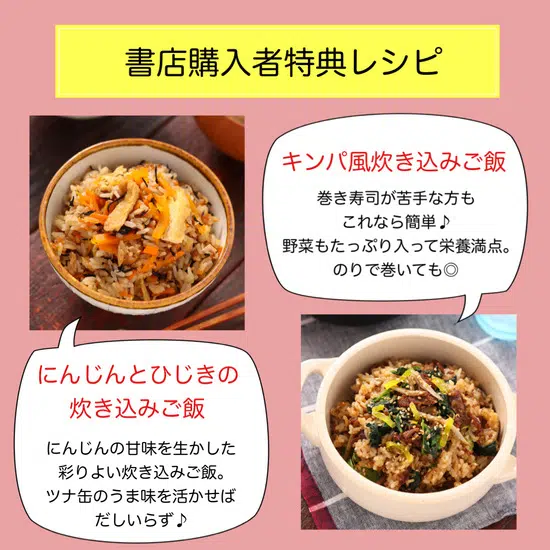 書店購入者特典レシピ
キンパ風炊き込みご飯
巻き寿司が苦手な方も
これなら簡単♪
野菜もたっぷり入って栄養満点。
のりで巻いても◎
にんじんとひじきの
炊き込みご飯
にんじんの甘味を生かした
彩りよい炊き込みご飯。
ツナ缶のうま味を活かせば
だしいらず♪